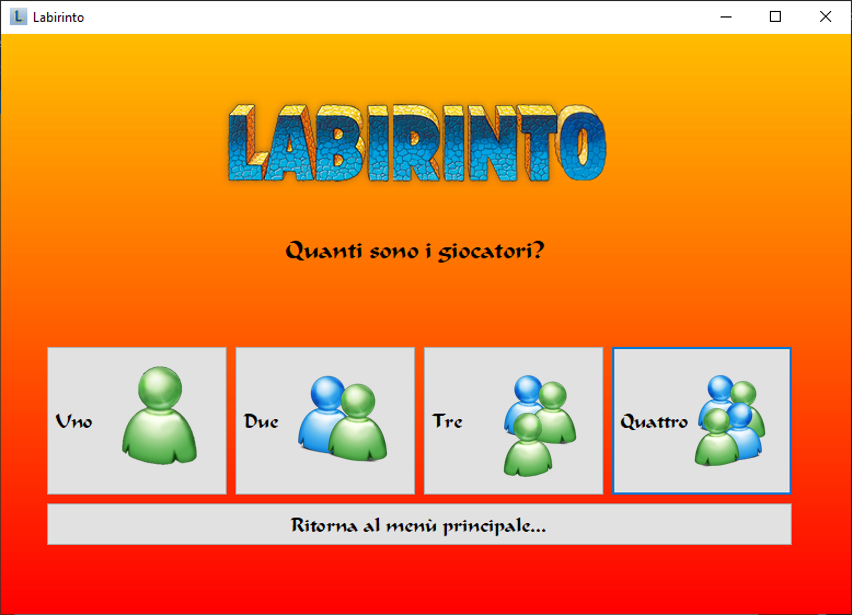 Labirinto
LABIRINTO
Quanti sono i giocatori?
Uno
Due
Tre
Quattro
Ritorna al menù principale...